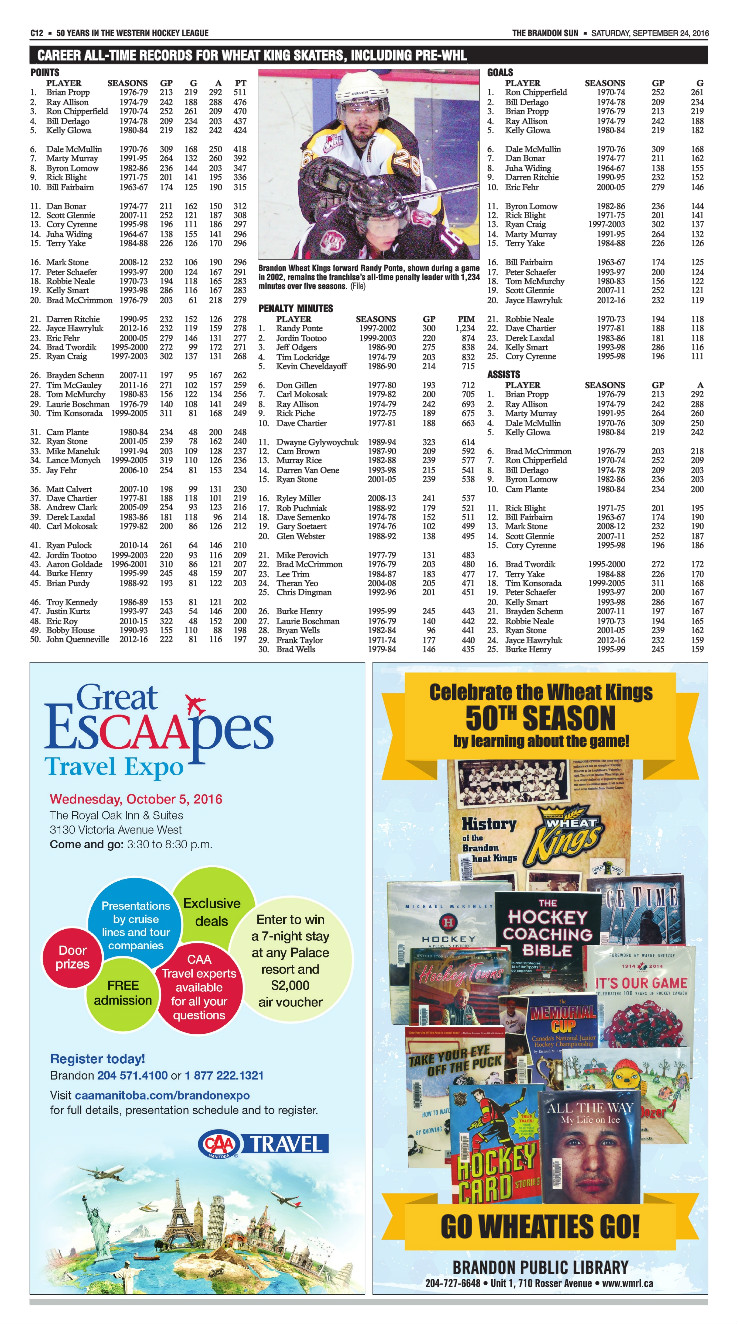 C12 • 50 YEARS IN THE WESTERN HOCKEY LEAGUE
THE BRANDON SUN • SATURDAY, SEPTEMBER 24, 2016
CAREER ALL-TIME RECORDS FOR WHEAT KING SKATERS, INCLUDING PRE-WHL
POINTS
PLAYER SEASONS GP G A PT
1. Brian Propp 1976-79 213 219 292 511
2. Ray Allison 1974-79 242 188 288 476
3. Ron Chipperfield 1970-74 252 261 209 470
4. Bill Derlago 1974-78 209 234 203 437
5. Kelly Glowa 1980-84 219 182 242 424
6. Dale McMullin 1970-76 309 168 250 418
7. Marty Murray 1991-95 264 132 260 392
8. Byron Lomow 1982-86 236 144 203 347
9. Rick Blight 1971-75 201 141 195 336
10. Bill Fairbairn 1963-67 174 125 190 315
11. Dan Bonar 1974-77 211 162 150 312
12. Scott Glennie 2007-11 252 121 187 308
13. Cory Cyrenne 1995-98 196 111 186 297
14. Juha Widing 1964-67 138 155 141 296
15. Terry Yake 1984-88 226 126 170 296
16. Mark Stone 2008-12 232 106 190 296
17. Peter Schaefer 1993-97 200 124 167 291
18. Robbie Neale 1970-73 194 118 165 283
19. Kelly Smart 1993-98 286 116 167 283
20. Brad McCrimmon 1976-79 203 61 218 279
21. Darren Ritchie 1990-95 232 152 126 278
22. Jayce Hawryluk 2012-16 232 119 159 278
23. Eric Fehr 2000-05 279 146 131 277
24. Brad Twordik 1995-2000 272 99 172 271
25. Ryan Craig 1997-2003 302 137 131 268
26. Brayden Schenn 2007-11 197 95 167 262
27. Tim McGauley 2011-16 271 102 157 259
28. Tom McMurchy 1980-83 156 122 134 256
29. Laurie Boschman 1976-79 140 108 141 249
30. Tim Konsorada 1999-2005 311 81 168 249
31. Cam Plante 1980-84 234 48 200 248
32. Ryan Stone 2001-05 239 78 162 240
33. Mike Maneluk 1991-94 203 109 128 237
34. Lance Monych 1999-2005 319 110 126 236
35. Jay Fehr 2006-10 254 81 153 234
36. Matt Calvert 2007-10 198 99 131 230
37. Dave Chartier 1977-81 188 118 101 219
38. Andrew Clark 2005-09 254 93 123 216
39. Derek Laxdal 1983-86 181 118 96 214
40. Carl Mokosak 1979-82 200 86 126 212
41. Ryan Pulock 2010-14 261 64 146 210
42. Jordin Tootoo 1999-2003 220 93 116 209
43. Aaron Goldade 1996-2001 310 86 121 207
44. Burke Henry 1995-99 245 48 159 207
45. Brian Purdy 1988-92 193 81 122 203
46. Troy Kennedy 1986-89 153 81 121 202
47. Justin Kurtz 1993-97 243 54 146 200
48. Eric Roy 2010-15 322 48 152 200
49. Bobby House 1990-93 155 110 88 198
50. John Quenneville 2012-16 222 81 116 197
Brandon Wheat Kings forward Randy Ponte, shown during a game
in 2002, remains the franchise's all-time penalty leader with 1,234
minutes over five seasons. (File)
PENALTY MINUTES
PLAYER SEASONS GP PIM
1. Randy Ponte 1997-2002 300 1,234
2. Jordin Tootoo 1999-2003 220 874
3. Jeff Odgers 1986-90 275 838
4. Tim Lockridge 1974-79 203 832
5. Kevin Cheveldayoff 1986-90 214 715
6. Don Gillen 1977-80 193 712
7. Carl Mokosak 1979-82 200 705
8. Ray Allison 1974-79 242 693
9. Rick Piche 1972-75 189 675
10. Dave Chartier 1977-81 188 663
11. Dwayne Gylywoychuk 1989-94 323 614
12. Cam Brown 1987-90 209 592
13. Murray Rice 1988-82 239 577
14. Darren Van Oene 1993-98 215 541
15. Ryan Stone 2001-05 239 538
16. Ryley Miller 2008-13 241 537
17. Rob Puchniak 1988-92 179 521
18. Dave Semenko 1974-78 152 511
19. Gary Soetaert 1974-76 102 499
20. Glen Webster 1988-92 138 495
21. Mike Perovich 1977-79 131 483
22. Brad McCrimmon 1976-79 203 480
23. Lee Trim 1984-87 183 477
24. Theran Yeo 2004-08 205 471
25. Chris Dingman 1992-96 201 451
26. Burke Henry 1995-99 245 443
27. Laurie Boschman 1976-79 140 442
28. Bryan Wells 1982-84 96 441
29. Prank Taylor 1971-74 177 440
30. Brad Wells 1979-84 146 435
GOALS
PLAYER SEASONS GP G
1. Ron Chipperfield 1970-74 252 261
2. Bill Derlago 1974-78 209 234
3. Brian Propp 1976-79 213 219
4. Ray Allison 1974-79 242 188
5. Kelly Glowa 1980-84 219 182
6. Dale McMullin 1970-76 309 168
7. Dan Bonar 1974-77 211 162
8. Juha Widing 1964-67 138 155
9. Darren Ritchie 1990-95 232 152
10. Eric Fehr 2000-05 279 146
11. Byron Lomow 1982-86 236 144
12. Rick Blight 1971-75 201 141
13. Ryan Craig 1997-2003 302 137
14. Marty Murray 1991-95 264 132
15. Terry Yake 1984-88 226 126
16. Bill Fairbairn 1963-67 174 125
17. Peter Schaefer 1993-97 200 124
18. Tom McMurchy 1980-83 156 122
19. Scott Glennie 2007-11 252 121
20. Jayce Hawryluk 2012-16 232 119
21. Robbie Neale 1970-73 194 118
22. Dave Chartier 1977-81 188 118
23. Derek Laxdal 1983-86 181 118
24. Kelly Smart 1993-98 286 116
25. Cory Cyrenne 1995-98 196 111
ASSISTS
PLAYER SEASONS GP A
1. Brian Propp 1976-79 213 292
2. Ray Allison 1974-79 242 288
3. Marty Murray 1991-95 264 260
4. Dale McMullin 1970-76 309 250
5. Kelly Glowa 1980-84 219 242
6. Brad McCrimmon 1976-79 203 218
7. Ron Chipperfield 1970-74 252 209
8. Bill Derlago 1974-78 209 203
9. Byron Lomow 1982-86 236 203
10. Cam Plante 1980-84 234 200
11. Rick Blight 1971-75 201 195
12. Bill Fairbairn 1963-67 174 190
13. Mark Stone 2008-12 232 190
14. Scott Glennie 2007-11 252 187
15. Cory Cyrenne 1995-98 196 186
16. Brad Twordik 1995-2000 272 172
17. Terry Yake 1984-88 226 170
18. Tim Konsorada 1999-2005 311 168
19. Peter Schaefer 1993-97 200 167
20. Kelly Smart 1993-98 286 167
21. Brayden Schenn 2007-11 197 167
22. Robbie Neale 1970-73 194 165
23. Ryan Stone 2001-05 239 162
24. Jayce Hawryluk 2012-16 232 159
25. Burke Henry 1995-99 245 159
Great
EsCAApes
Travel Expo
Wednesday, October 5, 2016
The Royal Oak Inn & Suites
3130 Victoria Avenue West
Come and go: 3:30 to 8:30 p.m.
Presentations
by cruise
lines and tour
companies
Exclusive
deals
Enter to win
a 7-night stay
at any Palace
resort and
$2,000
air voucher
Door
prizes
FREE
admission
CAA
Travel experts
available
for all your
questions
Register today!
Brandon 204 571.4100 or 1 877 222.1321
Visit caamanitoba.com/brandonexpo
for full details, presentation schedule and to register.
CAA TRAVEL
MANITOBA
Celebrate the Wheat Kings
50TH SEASON
by learning about the game!
History
of the
Brandon
heat Kings
WHEAT
Kings
MICHAEL MCKINLEY
HOCKEY
THE
HOCKEY
COACHING
BIBLE
CE TIME
Hockey Towns
FOREWORD BY WAYNE GRETZKY
1914 2014
IT'S OUR GAME
The
MEMORIAL
CUP
Canada's National Junior
Hockey Championship
TAKE YOUR EYE
OFF THE PUCK
HOW TO WAT
BY KNOWING
HOCKEY
CARD
STORIES
ALL THE WAY
My Life on Ice
GO WHEATIES GO!
BRANDON PUBLIC LIBRARY
204-727-6648 • Unit 1, 710 Rosser Avenue • www.wmrl.ca